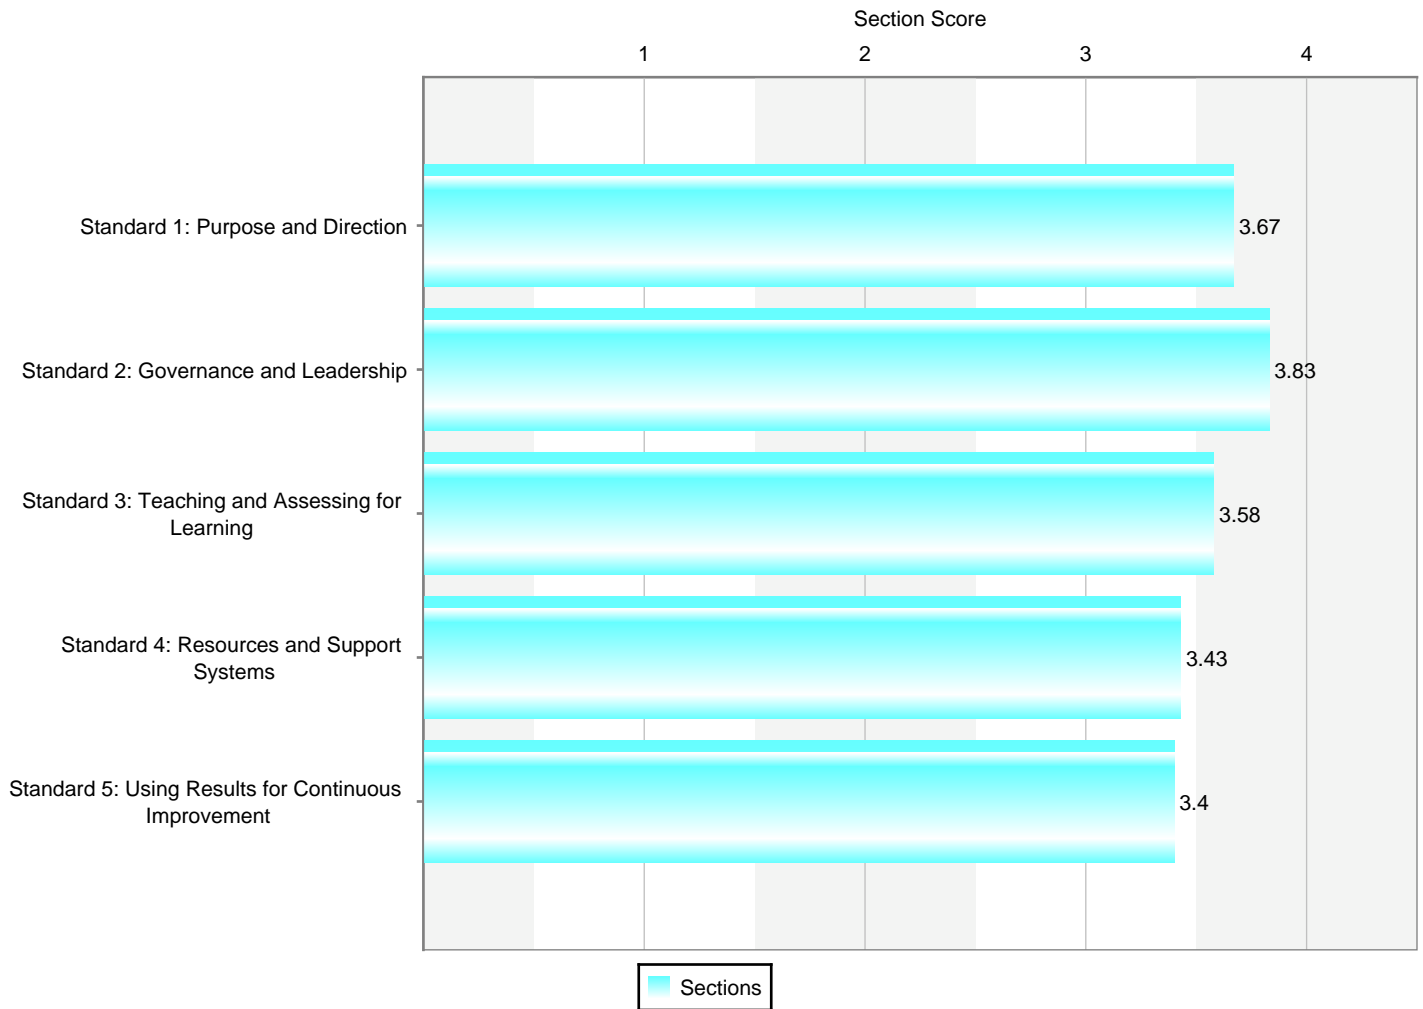 Section Score
1 2 3 4
Standard 1: Purpose and Direction
3.67
Standard 2: Governance and Leadership
3.83
Standard 3: Teaching and Assessing for
Learning
3.58
Standard 4: Resources and Support
Systems
3.43
Standard 5: Using Results for Continuous
Improvement
3.4
Sections